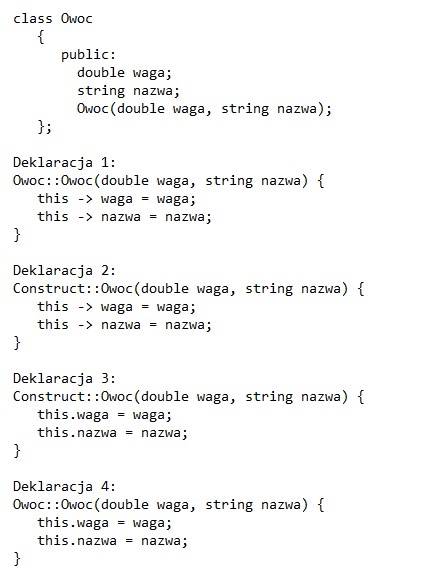 class Owoc
{
public:
double waga;
string nazwa;
Owoc(double waga, string nazwa);
};
Deklaracja 1:
Owoc::Owoc(double waga, string nazwa) {
this -> waga = waga;
this -> nazwa = nazwa;
}
Deklaracja 2:
Construct::Owoc(double waga, string nazwa) {
this -> waga = waga;
this -> nazwa = nazwa;
}
Deklaracja 3:
Construct::Owoc(double waga, string nazwa) {
this.waga = waga;
this.nazwa = nazwa;
}
Deklaracja 4:
Owoc::Owoc(double waga, string nazwa) {
this.waga = waga;
this.nazwa = nazwa;
}